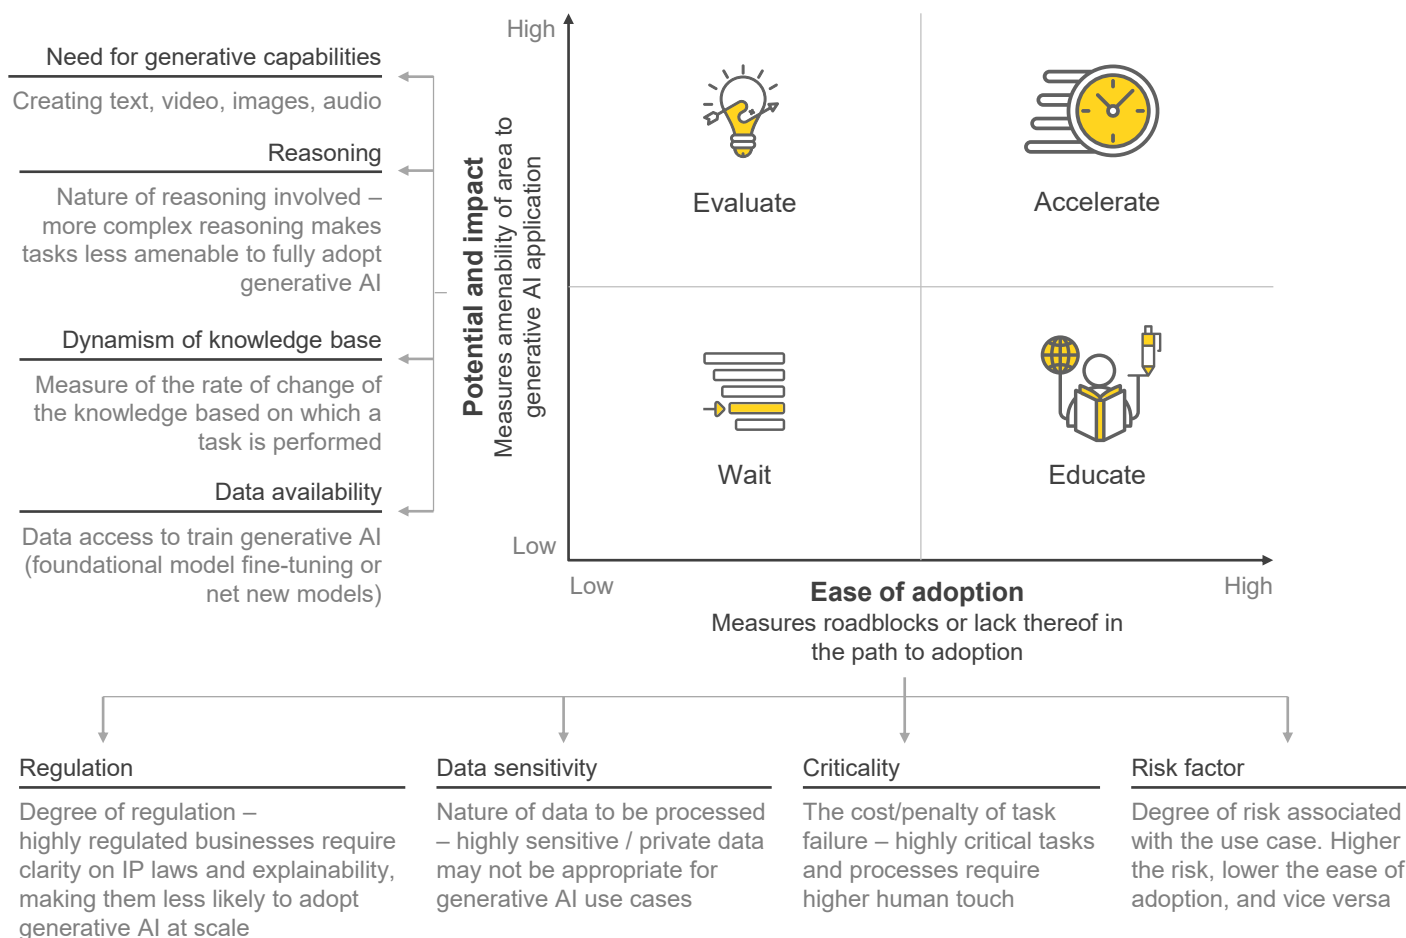 Need for generative capabilities
Creating text, video, images, audio
Reasoning
Nature of reasoning involved –
more complex reasoning makes
tasks less amenable to fully adopt
generative AI
Dynamism of knowledge base
Measure of the rate of change of
the knowledge based on which a
task is performed
Data availability
Data access to train generative AI
(foundational model fine-tuning or
net new models)
Potential and impact
Measures amenability of area to
generative AI application
High
Low
Evaluate
Accelerate
Wait
Educate
Low
High
Ease of adoption
Measures roadblocks or lack thereof in
the path to adoption
Regulation
Degree of regulation –
highly regulated businesses require
clarity on IP laws and explainability,
making them less likely to adopt
generative AI at scale
Data sensitivity
Nature of data to be processed
– highly sensitive / private data
may not be appropriate for
generative AI use cases
Criticality
The cost/penalty of task
failure – highly critical tasks
and processes require
higher human touch
Risk factor
Degree of risk associated
with the use case. Higher
the risk, lower the ease of
adoption, and vice versa